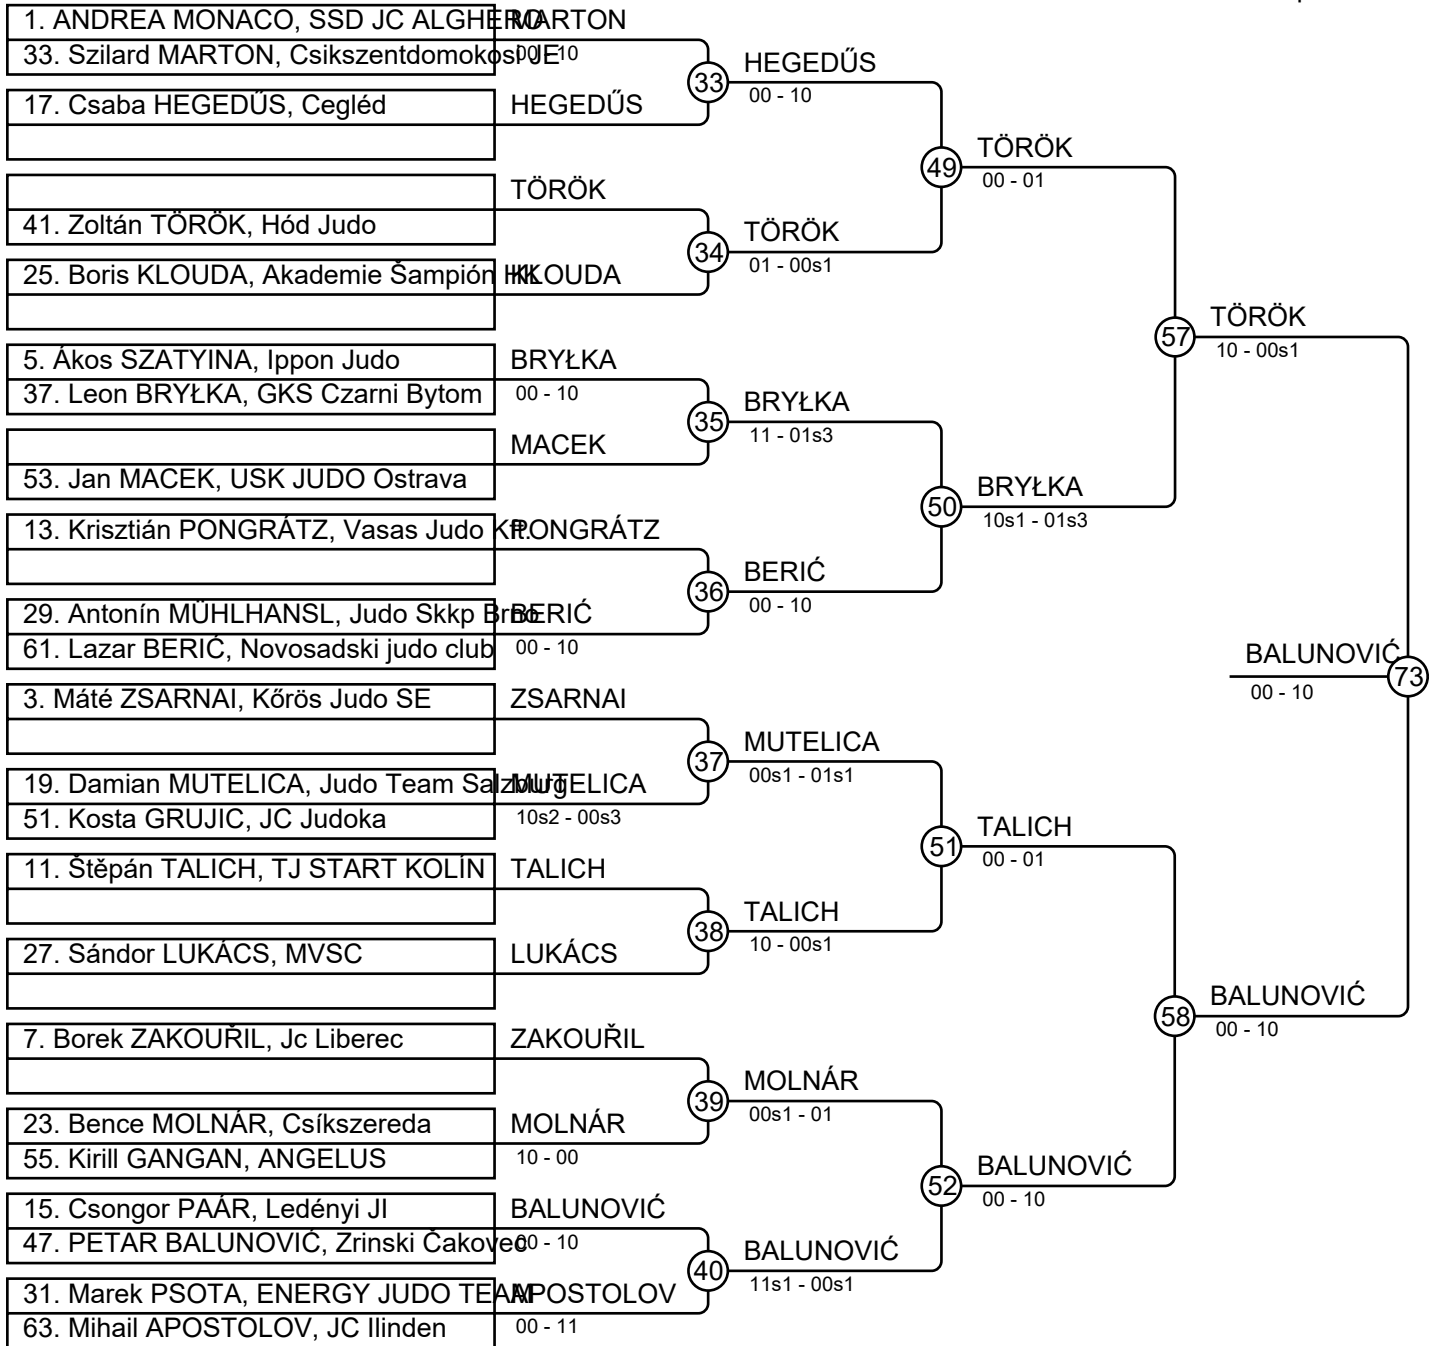 1. ANDREA MONACO, SSD JC ALGHERO
33. Szilard MARTON, Csikszentdomokosi JE
17. Csaba HEGEDŰS, Cegléd
41. Zoltán TÖRÖK, Hód Judo
25. Boris KLOUDA, Akademie Šampión HK
5. Ákos SZATYINA, Ippon Judo
37. Leon BRYŁKA, GKS Czarni Bytom
53. Jan MACEK, USK JUDO Ostrava
13. Krisztián PONGRÁTZ, Vasas Judo Kft.
29. Antonín MÜHLHANSL, Judo Skkp Brno
61. Lazar BERIĆ, Novosadski judo club
3. Máté ZSARNAI, Kőrös Judo SE
19. Damian MUTELICA, Judo Team Salzburg
51. Kosta GRUJIC, JC Judoka
11. Štěpán TALICH, TJ START KOLÍN
27. Sándor LUKÁCS, MVSC
7. Borek ZAKOUŘIL, Jc Liberec
23. Bence MOLNÁR, Csíkszereda
55. Kirill GANGAN, ANGELUS
15. Csongor PAÁR, Ledényi JI
47. PETAR BALUNOVIĆ, Zrinski Čakovec
31. Marek PSOTA, ENERGY JUDO TEAM
63. Mihail APOSTOLOV, JC Ilinden
MARTON
00 - 10
HEGEDŰS
TÖRÖK
KLOUDA
BRYŁKA
00 - 10
MACEK
PONGRÁTZ
BERIĆ
00 - 10
ZSARNAI
MUTELICA
10s2 - 00s3
TALICH
LUKÁCS
ZAKOUŘIL
MOLNÁR
10 - 00
BALUNOVIĆ
00 - 10
APOSTOLOV
00 - 11
33
HEGEDŰS
00 - 10
34
TÖRÖK
01 - 00s1
35
BRYŁKA
11 - 01s3
36
BERIĆ
00 - 10
37
MUTELICA
00s1 - 01s1
38
TALICH
10 - 00s1
39
MOLNÁR
00s1 - 01
40
BALUNOVIĆ
11s1 - 00s1
49
TÖRÖK
00 - 01
50
BRYŁKA
10s1 - 01s3
51
TALICH
00 - 01
52
BALUNOVIĆ
00 - 10
57
TÖRÖK
10 - 00s1
58
BALUNOVIĆ
00 - 10
BALUNOVIĆ
73
00 - 10